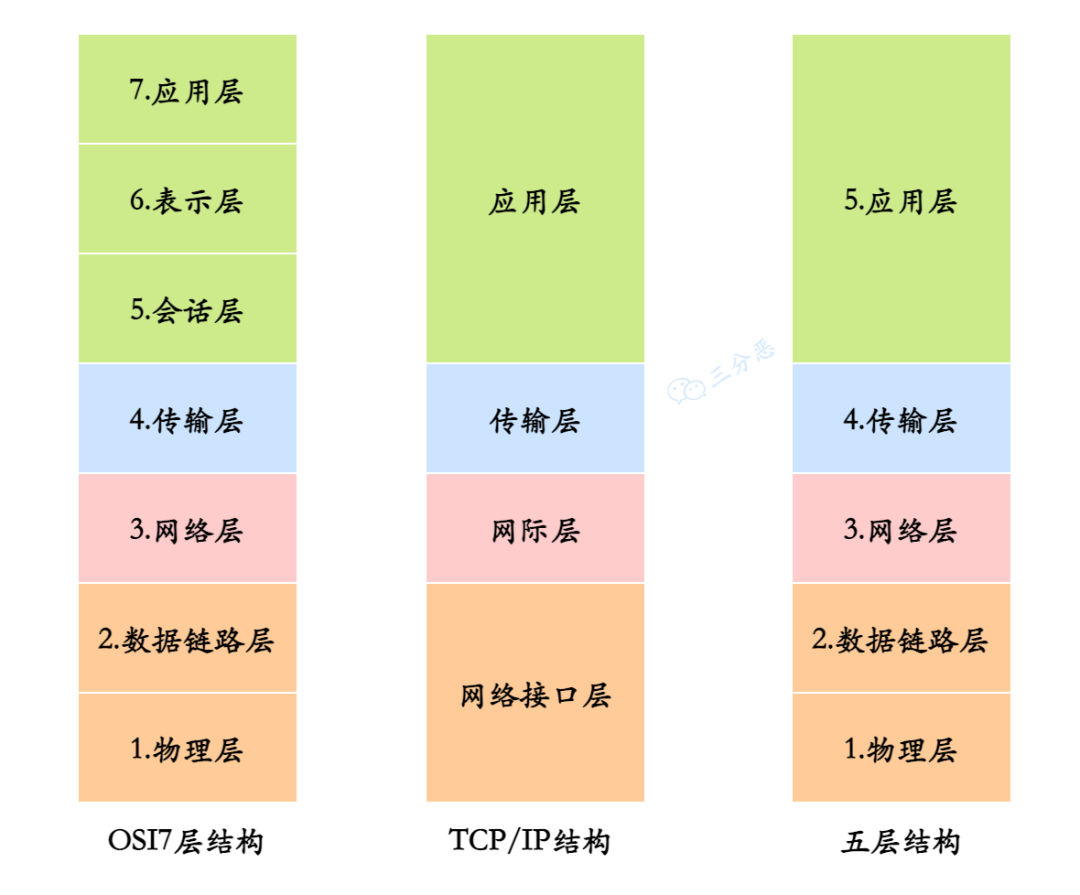 7.应用层
6.表示层
5.会话层
4.传输层
3.网络层
2.数据链路层
1.物理层
OSI7层结构
应用层
传输层
网际层
网络接口层
TCP/IP结构
三分恶
5.应用层
4.传输层
3.网络层
2.数据链路层
1.物理层
五层结构